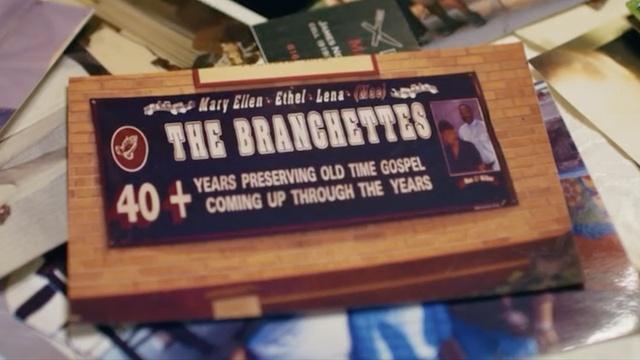 Mary Ellen - Ethel - Lena - (Mae)
THE BRANCHETTES
40 + YEARS PRESERVING OLD TIME GOSPEL
COMING UP THROUGH THE YEARS